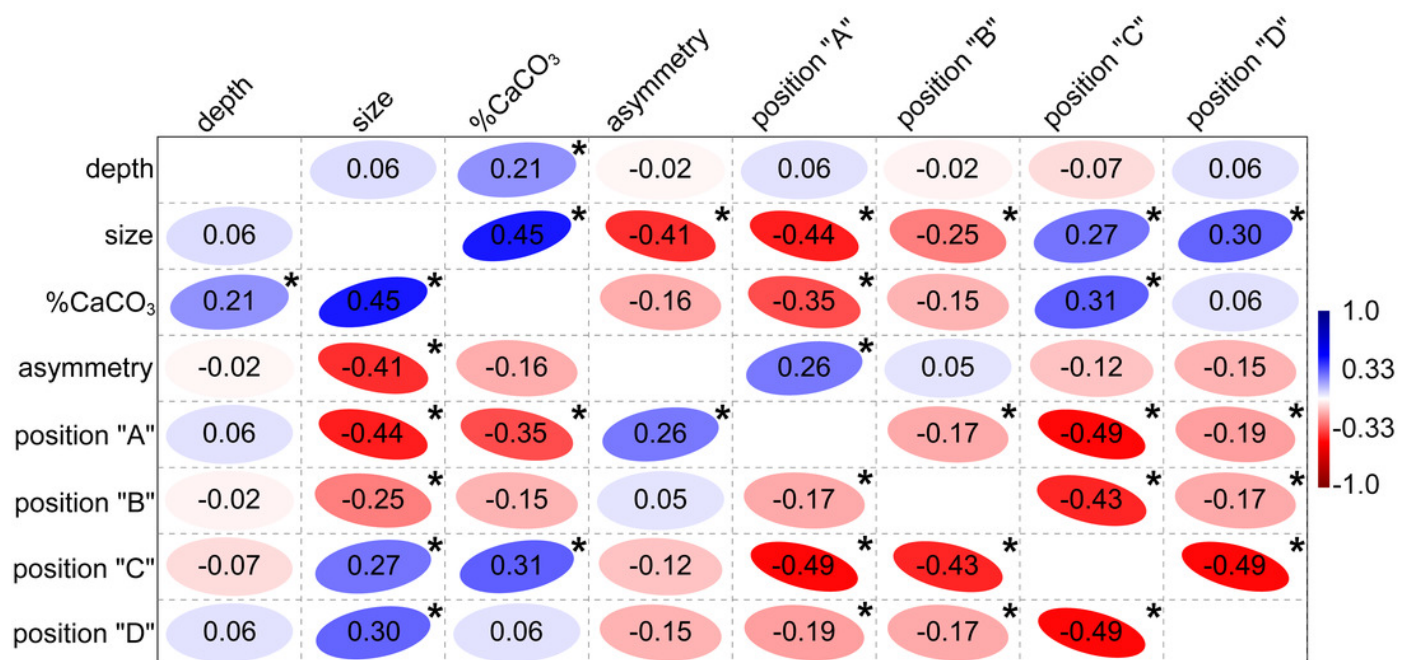 depth size %CaCO₃ asymmetry position "A" position "B" position "C" position "D"
depth 0.06 0.21 * -0.02 0.06 -0.02 -0.07 0.06
size 0.06 0.45 * -0.41 * -0.44 * -0.25 * 0.27 * 0.30 *
%CaCO₃ 0.21 * 0.45 * -0.16 -0.35 * -0.15 0.31 * 0.06
asymmetry -0.02 -0.41 * -0.16 0.26 * 0.05 -0.12 -0.15
position "A" 0.06 -0.44 * -0.35 * 0.26 * -0.17 * -0.49 * -0.19 *
position "B" -0.02 -0.25 * -0.15 0.05 -0.17 * -0.43 * -0.17 *
position "C" -0.07 0.27 * 0.31 * -0.12 -0.49 * -0.43 * -0.49 *
position "D" 0.06 0.30 * 0.06 -0.15 -0.19 * -0.17 * -0.49 *
1.0
0.33
-0.33
-1.0